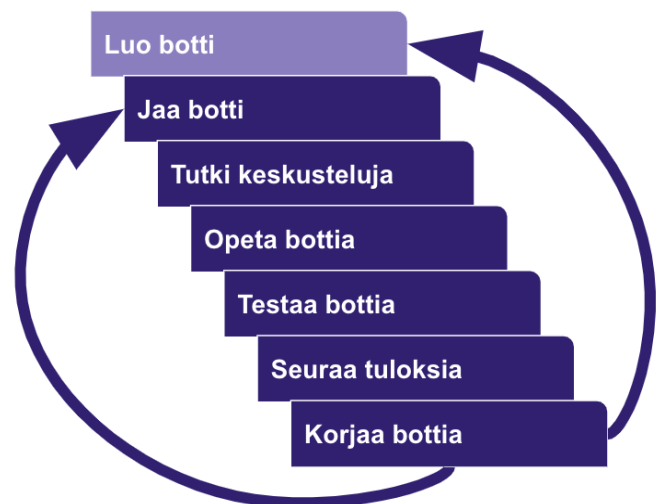 Luo botti
Jaa botti
Tutki keskusteluja
Opeta bottia
Testaa bottia
Seuraa tuloksia
Korjaa bottia